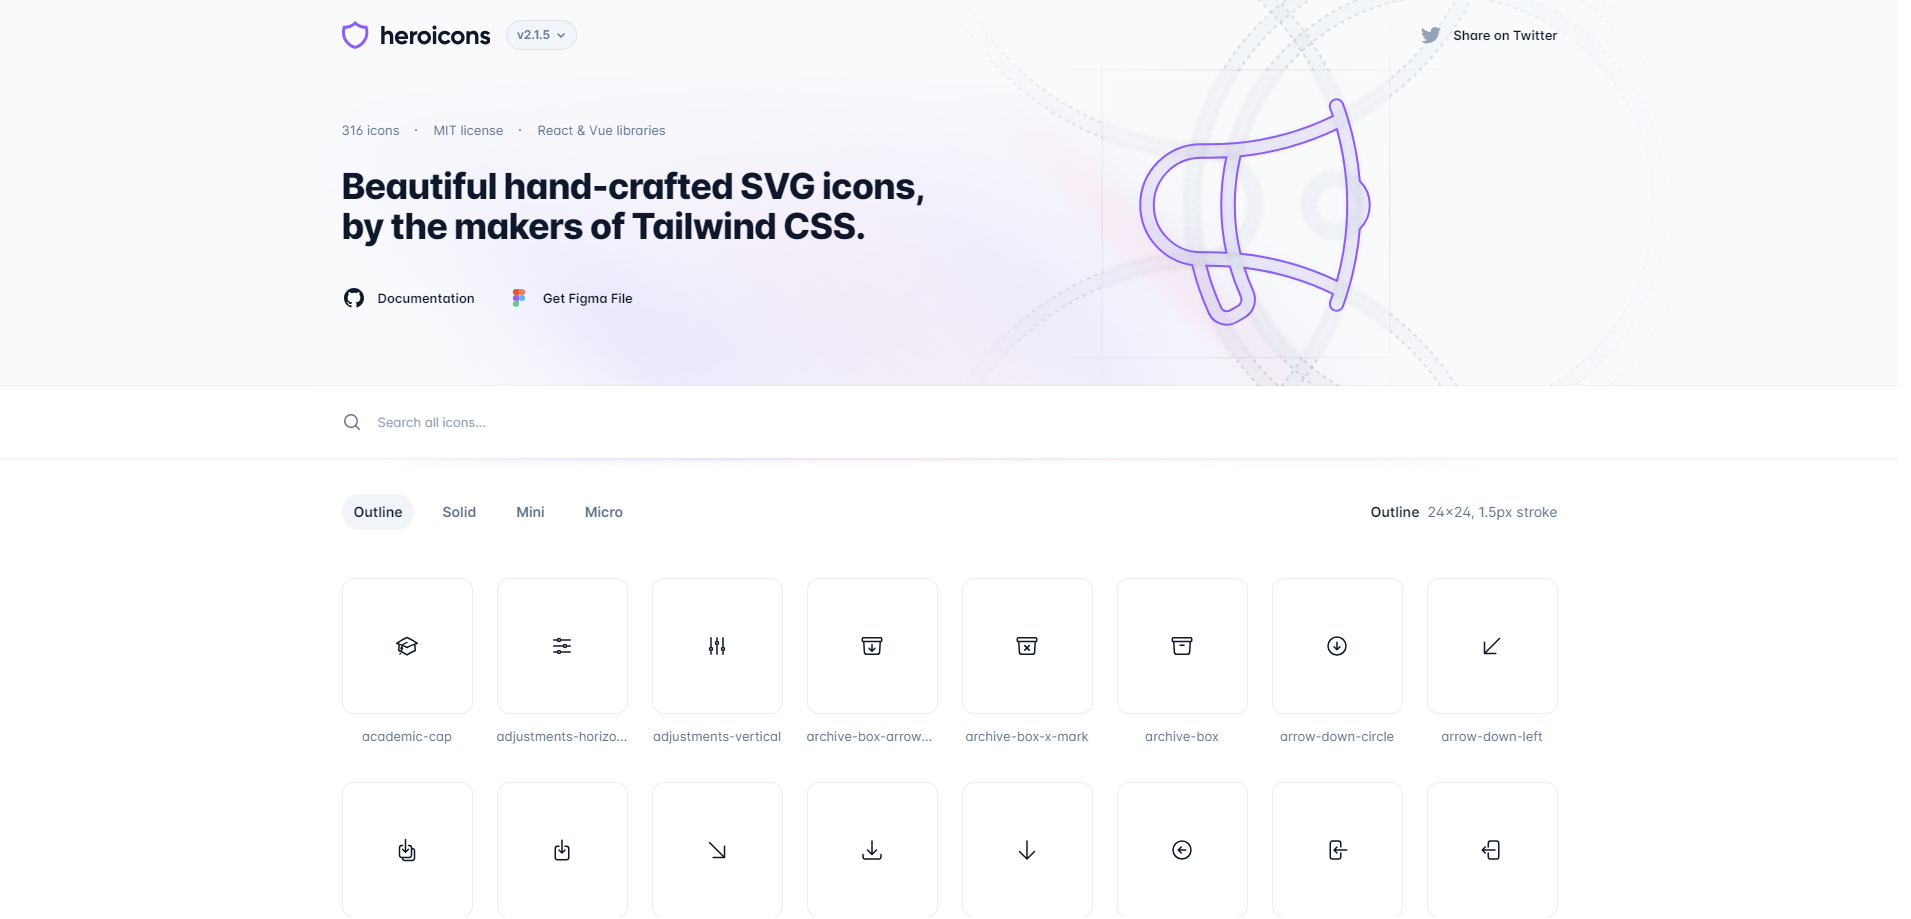 heroicons v2.1.5
Share on Twitter
316 icons · MIT license · React & Vue libraries
Beautiful hand-crafted SVG icons,
by the makers of Tailwind CSS.
Documentation Get Figma File
Search all icons...
Outline Solid Mini Micro
Outline 24×24, 1.5px stroke
academic-cap adjustments-horizo... adjustments-vertical archive-box-arrow... archive-box-x-mark archive-box arrow-down-circle arrow-down-left